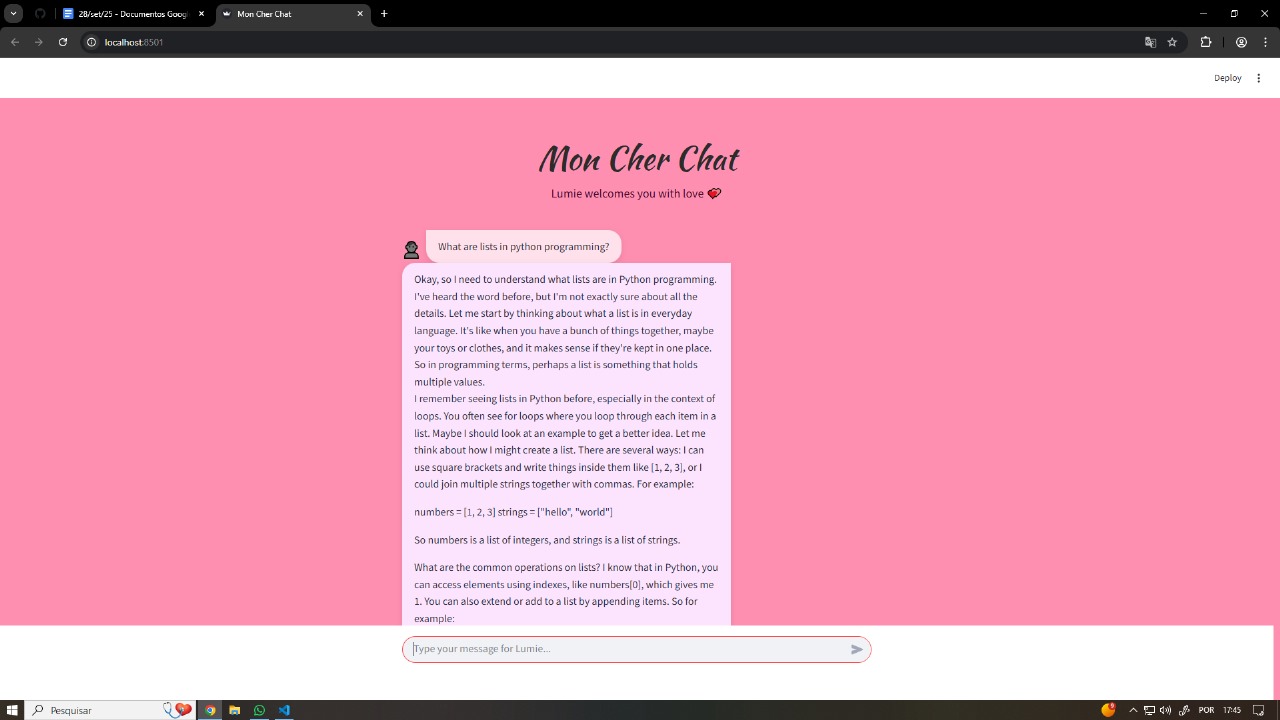 28/set/25 - Documentos Googl
Mon Cher Chat
localhost:8501
Deploy
Mon Cher Chat
Lumie welcomes you with love
What are lists in python programming?
Okay, so I need to understand what lists are in Python programming.
I've heard the word before, but I'm not exactly sure about all the
details. Let me start by thinking about what a list is in everyday
language. It's like when you have a bunch of things together, maybe
your toys or clothes, and it makes sense if they're kept in one place.
So in programming terms, perhaps a list is something that holds
multiple values.
I remember seeing lists in Python before, especially in the context of
loops. You often see for loops where you loop through each item in a
list. Maybe I should look at an example to get a better idea. Let me
think about how I might create a list. There are several ways: I can
use square brackets and write things inside them like [1, 2, 3], or I
could join multiple strings together with commas. For example:
numbers = [1, 2, 3] strings = ["hello", "world"]
So numbers is a list of integers, and strings is a list of strings.
What are the common operations on lists? I know that in Python, you
can access elements using indexes, like numbers[0], which gives me
1. You can also extend or add to a list by appending items. So for
example:
Type your message for Lumie...
Pesquisar
POR
17:45